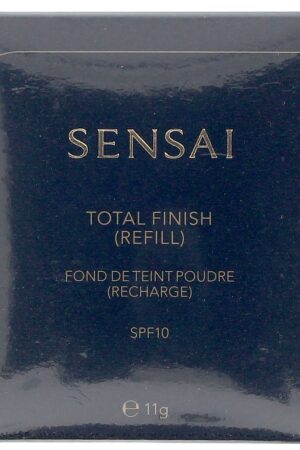 SENSAI
TOTAL FINISH
(REFILL)
FOND DE TEINT POUDRE
(RECHARGE)
SPF10
℮ 11g